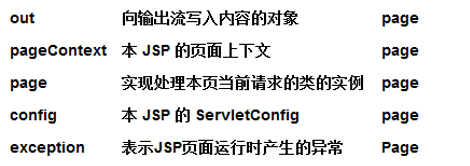 out 向输出流写入内容的对象 page
pageContext 本 JSP 的页面上下文 page
page 实现处理本页当前请求的类的实例 page
config 本 JSP 的 ServletConfig page
exception 表示JSP页面运行时产生的异常 Page